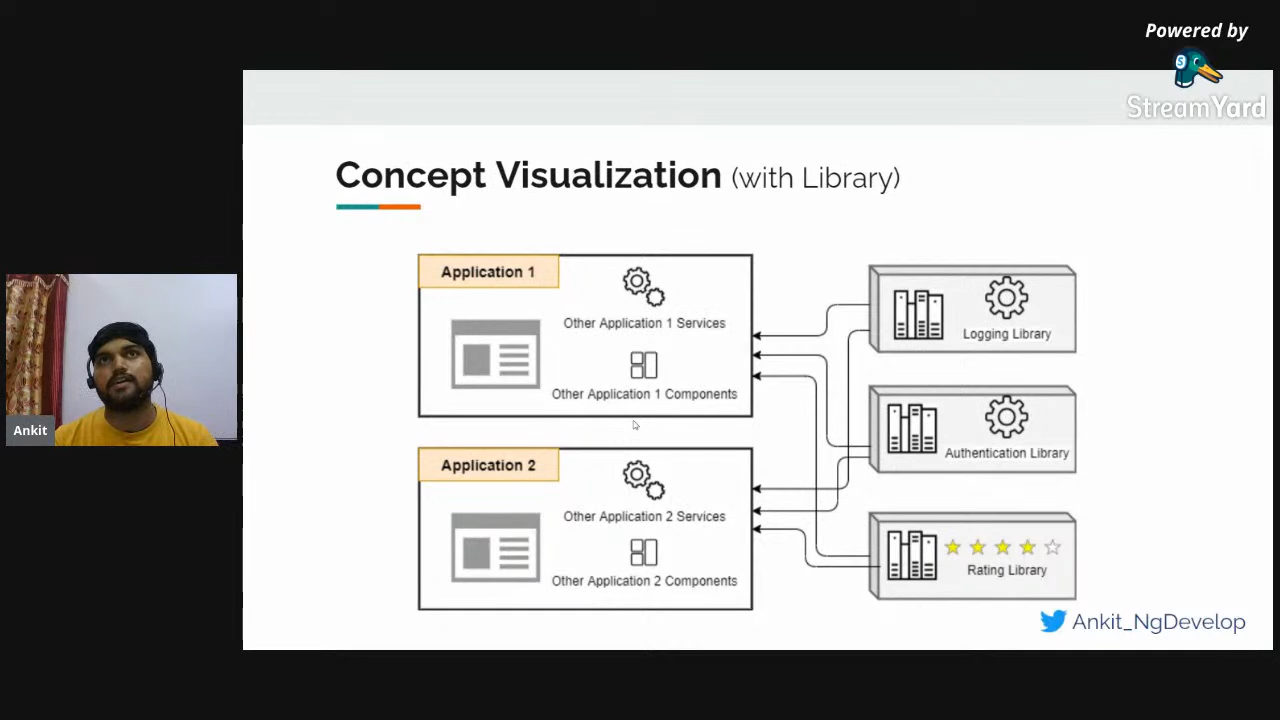 Powered by
StreamYard
Concept Visualization (with Library)
Application 1
Other Application 1 Services
Other Application 1 Components
Application 2
Other Application 2 Services
Other Application 2 Components
Logging Library
Authentication Library
Rating Library
Ankit_NgDevelop
Ankit